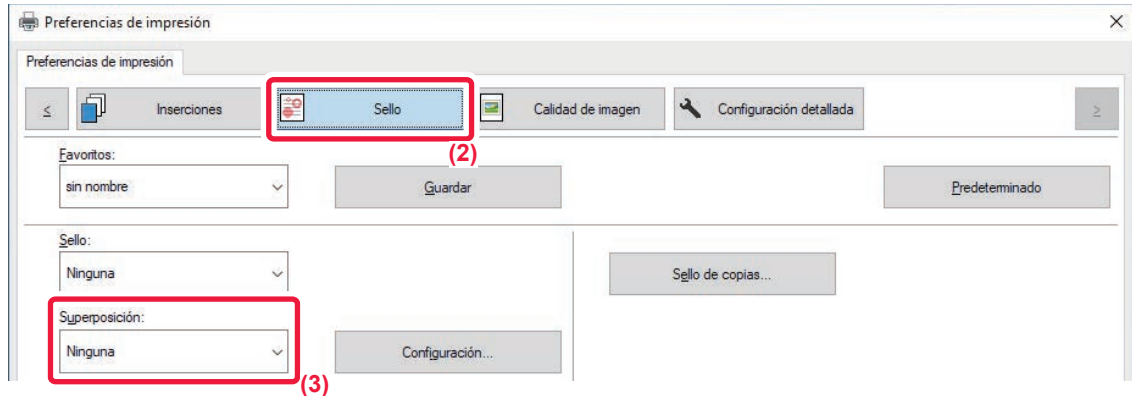 Preferencias de impresión
Preferencias de impresión
< Inserciones Sello Calidad de imagen Configuración detallada >
(2)
Favoritos:
sin nombre Guardar Predeterminado
Sello:
Ninguna Sello de copias...
Superposición:
Ninguna Configuración...
(3)